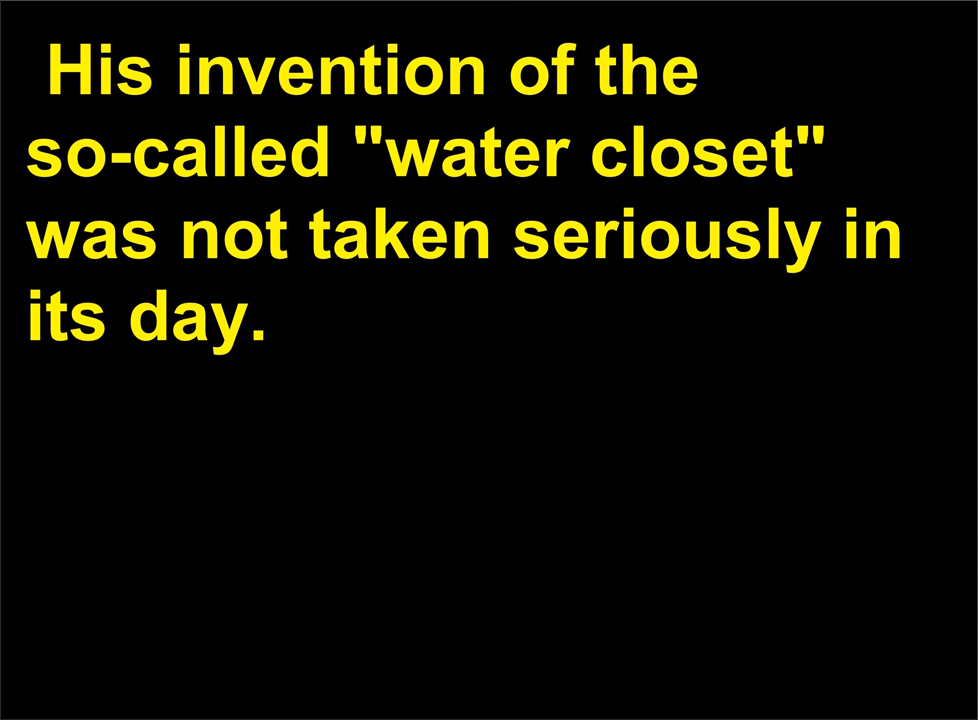 His invention of the
so-called "water closet"
was not taken seriously in
its day.